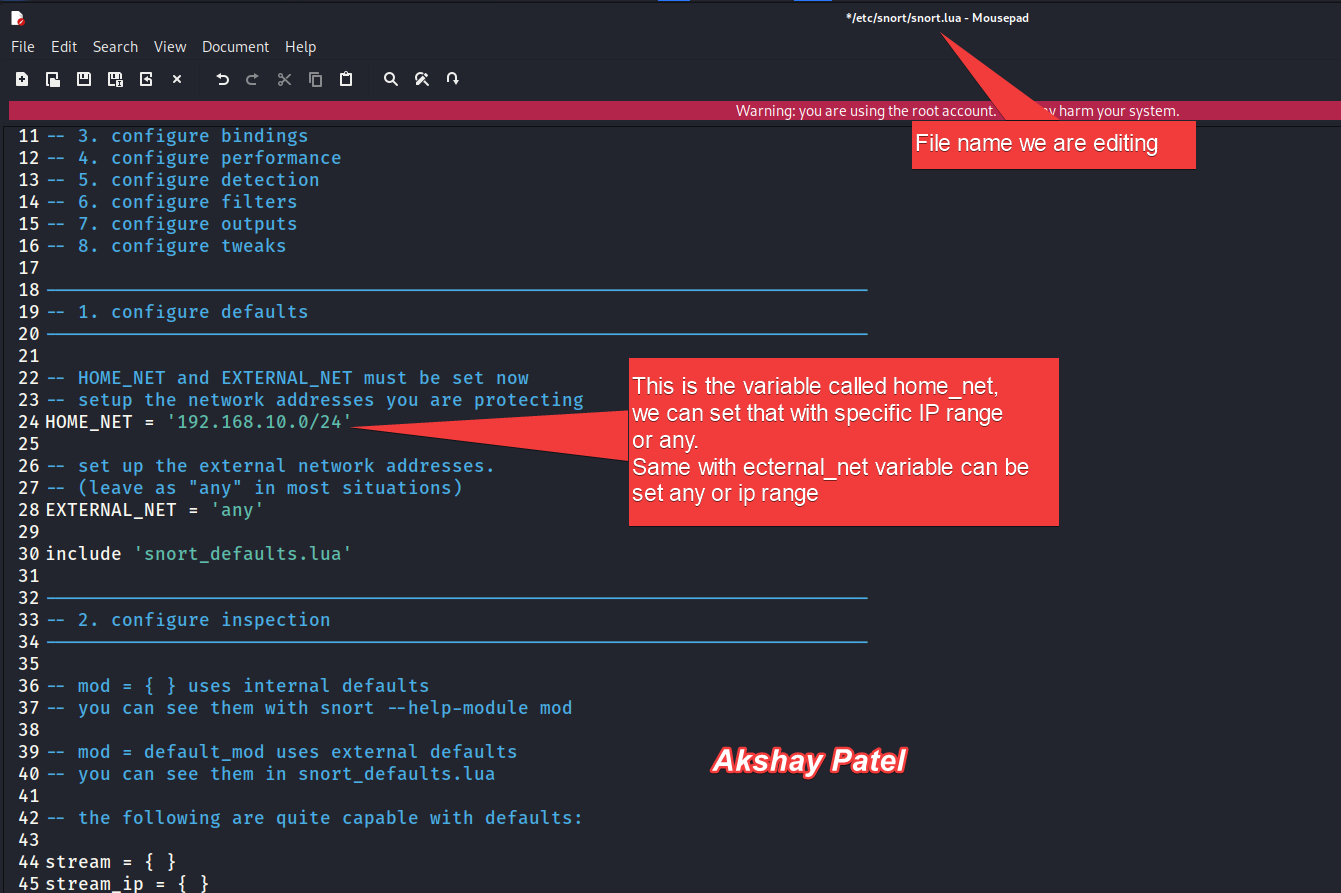 */etc/snort/snort.lua - Mousepad
File Edit Search View Document Help
Warning: you are using the root account. harm your system.
File name we are editing
11 -- 3. configure bindings
12 -- 4. configure performance
13 -- 5. configure detection
14 -- 6. configure filters
15 -- 7. configure outputs
16 -- 8. configure tweaks
17
18 ---------------------------------------------------------------------------
19 -- 1. configure defaults
20 ---------------------------------------------------------------------------
21
22 -- HOME_NET and EXTERNAL_NET must be set now
23 -- setup the network addresses you are protecting
24 HOME_NET = '192.168.10.0/24'
25
26 -- set up the external network addresses.
27 -- (leave as "any" in most situations)
28 EXTERNAL_NET = 'any'
29
30 include 'snort_defaults.lua'
31
32 ---------------------------------------------------------------------------
33 -- 2. configure inspection
34 ---------------------------------------------------------------------------
35
36 -- mod = { } uses internal defaults
37 -- you can see them with snort --help-module mod
38
39 -- mod = default_mod uses external defaults
40 -- you can see them in snort_defaults.lua
41
42 -- the following are quite capable with defaults:
43
44 stream = { }
45 stream_ip = { }
This is the variable called home_net,
we can set that with specific IP range
or any.
Same with ecternal_net variable can be
set any or ip range
Akshay Patel